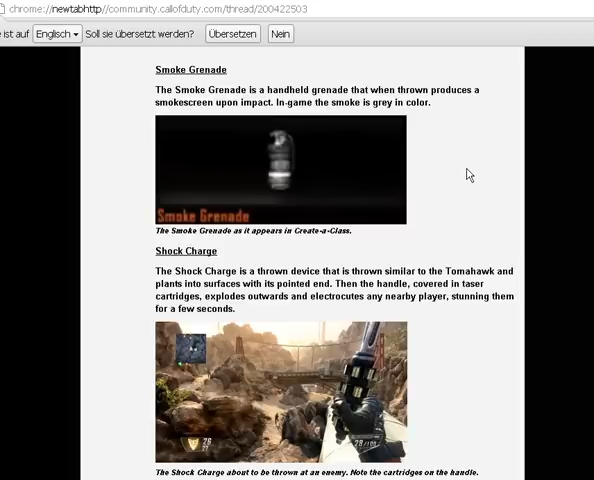 chrome://newtabhttp//community.callofduty.com/thread/200422503
e ist auf Englisch Soll sie übersetzt werden? Übersetzen Nein
Smoke Grenade
The Smoke Grenade is a handheld grenade that when thrown produces a
smokescreen upon impact. In-game the smoke is grey in color.
Smoke Grenade
The Smoke Grenade as it appears in Create-a-Class.
Shock Charge
The Shock Charge is a thrown device that is thrown similar to the Tomahawk and
plants into surfaces with its pointed end. Then the handle, covered in taser
cartridges, explodes outwards and electrocutes any nearby player, stunning them
for a few seconds.
The Shock Charge about to be thrown at an enemy. Note the cartridges on the handle.